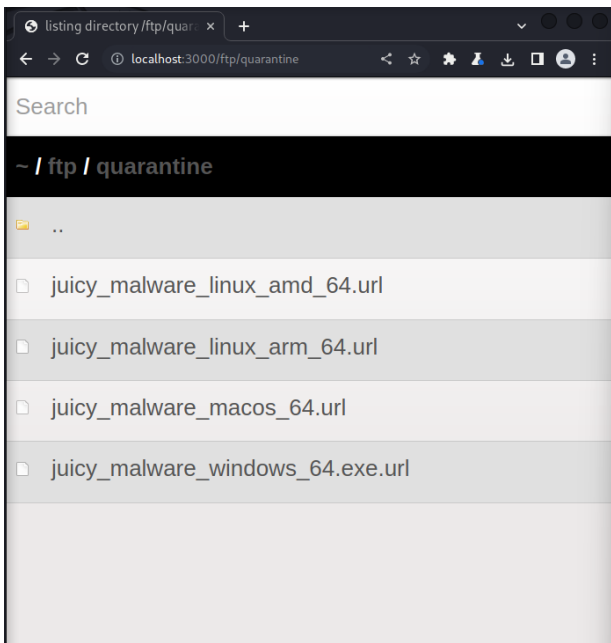 listing directory /ftp/quar
localhost:3000/ftp/quarantine
Search
~ / ftp / quarantine
..
juicy_malware_linux_amd_64.url
juicy_malware_linux_arm_64.url
juicy_malware_macos_64.url
juicy_malware_windows_64.exe.url